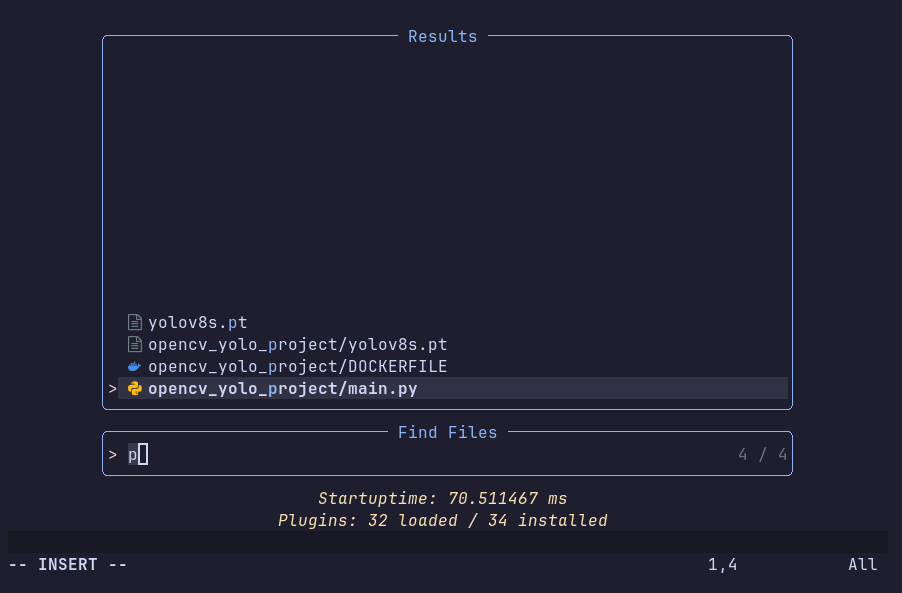 Results
yolov8s.pt
opencv_yolo_project/yolov8s.pt
opencv_yolo_project/DOCKERFILE
> opencv_yolo_project/main.py
Find Files
> p 4 / 4
Startuptime: 70.511467 ms
Plugins: 32 loaded / 34 installed
-- INSERT -- 1,4 All